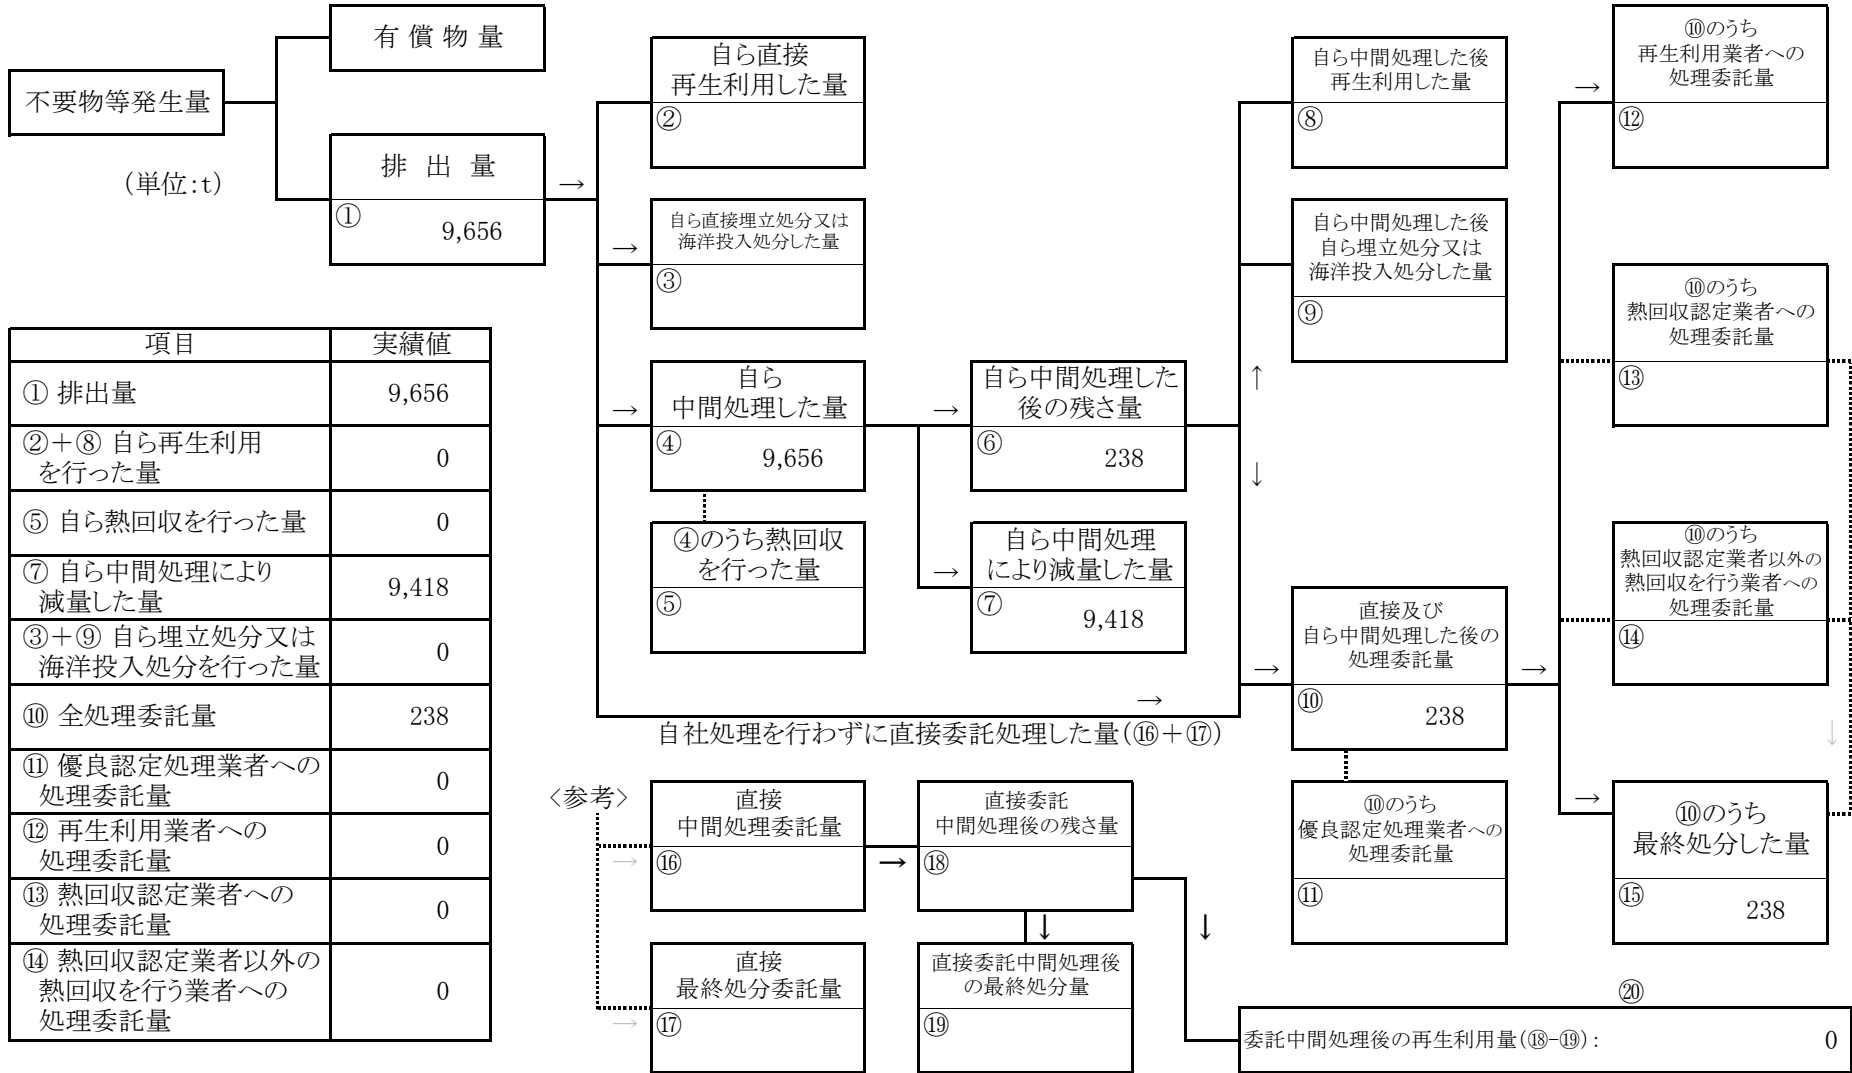 不要物等発生量
(単位:t)
有償物量
排出量
①
9,656
→
自ら直接
再生利用した量
②
→
自ら直接埋立処分又は
海洋投入処分した量
③
→
自ら
中間処理した量
④
9,656
④のうち熱回収
を行った量
⑤
→
自ら中間処理した
後の残さ量
⑥
238
→
自ら中間処理
により減量した量
⑦
9,418
↑
↓
自ら中間処理した後
再生利用した量
⑧
自ら中間処理した後
自ら埋立処分又は
海洋投入処分した量
⑨
→
自社処理を行わずに直接委託処理した量(⑯+⑰)
→
直接及び
自ら中間処理した後の
処理委託量
⑩
238
⑩のうち
優良認定処理業者への
処理委託量
⑪
→
→
⑩のうち
再生利用業者への
処理委託量
⑫
⑩のうち
熱回収認定業者への
処理委託量
⑬
⑩のうち
熱回収認定業者以外の
熱回収を行う業者への
処理委託量
⑭
↓
→
⑩のうち
最終処分した量
⑮
238
項目 実績値
① 排出量 9,656
②+⑧ 自ら再生利用
を行った量 0
⑤ 自ら熱回収を行った量 0
⑦ 自ら中間処理により
減量した量 9,418
③+⑨ 自ら埋立処分又は
海洋投入処分を行った量 0
⑩ 全処理委託量 238
⑪ 優良認定処理業者への
処理委託量 0
⑫ 再生利用業者への
処理委託量 0
⑬ 熱回収認定業者への
処理委託量 0
⑭ 熱回収認定業者以外の
熱回収を行う業者への
処理委託量 0
<参考>
→
直接
中間処理委託量
⑯
→
直接委託
中間処理後の残さ量
⑱
↓
↓
→
直接
最終処分委託量
⑰
直接委託中間処理後
の最終処分量
⑲
⑳
委託中間処理後の再生利用量(⑱-⑲): 0